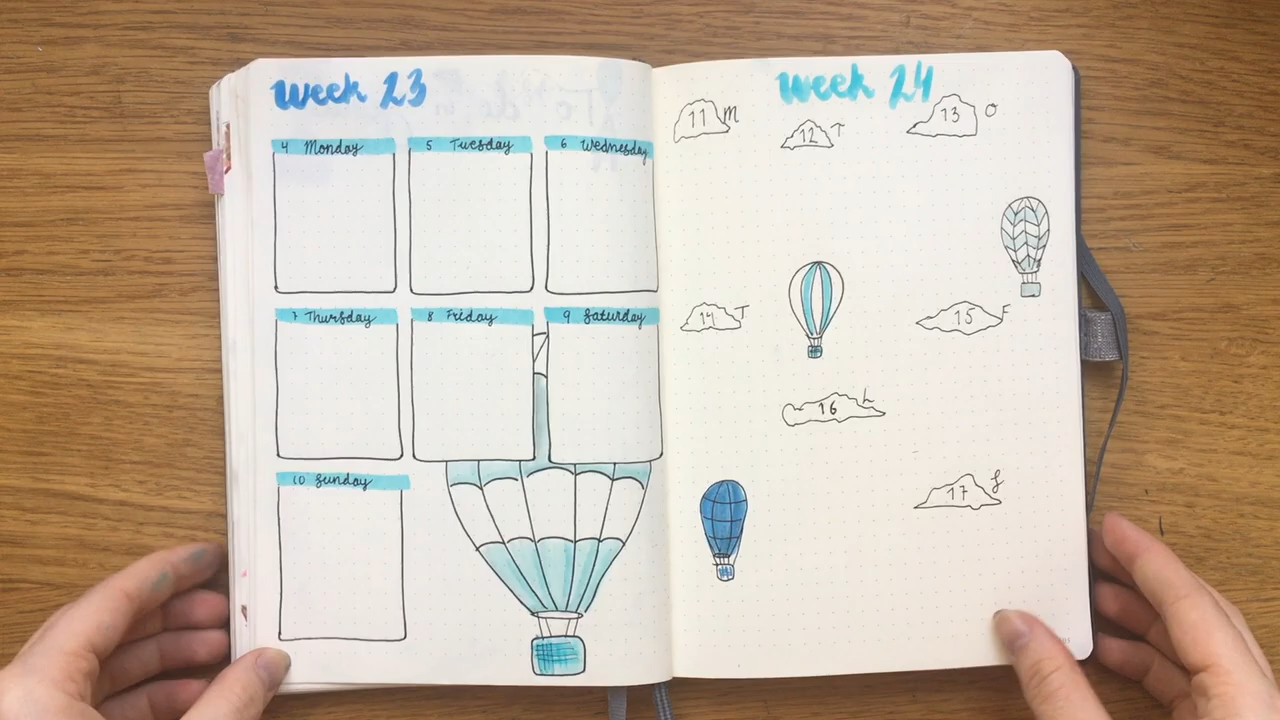 Week 23
4 Monday
5 Tuesday
6 Wednesday
7 Thursday
8 Friday
9 Saturday
10 Sunday
Week 24
11 M
12 T
13 O
14 T
15 F
16 L
17 S